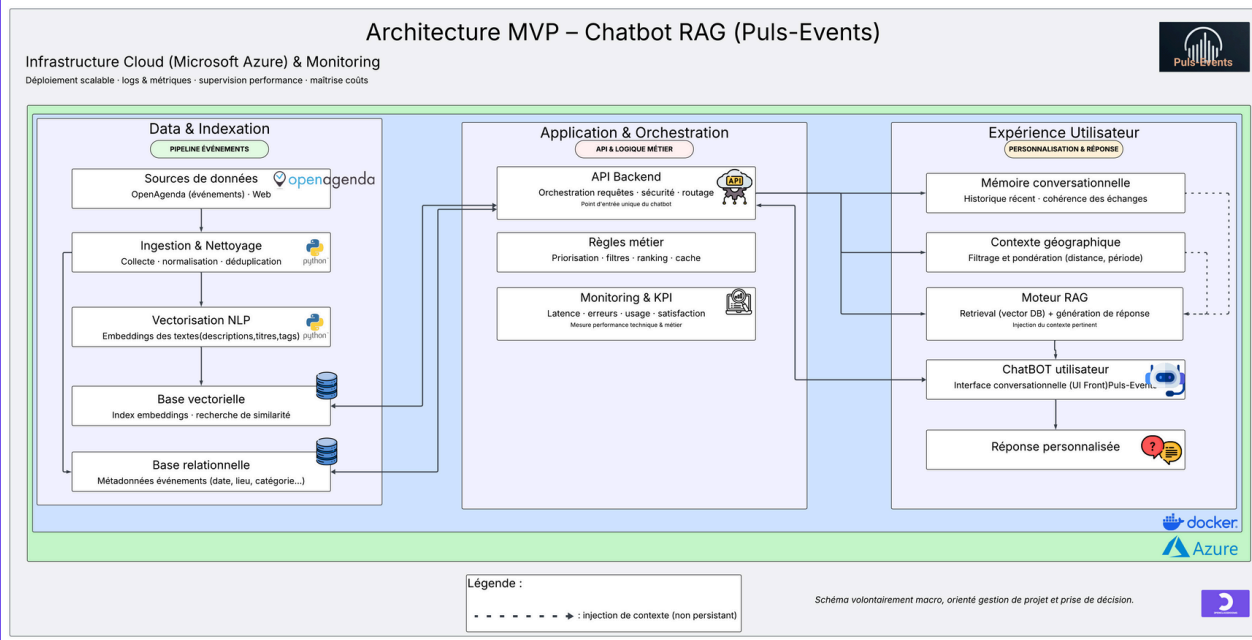 Architecture MVP – Chatbot RAG (Puls-Events)
Puls-Events
Infrastructure Cloud (Microsoft Azure) & Monitoring
Déploiement scalable · logs & métriques · supervision performance · maîtrise coûts
Data & Indexation
PIPELINE ÉVÉNEMENTS
Sources de données
openagenda
OpenAgenda (événements) · Web
Ingestion & Nettoyage
Collecte · normalisation · déduplication
python
Vectorisation NLP
Embeddings des textes(descriptions,titres,tags)
python
Base vectorielle
Index embeddings · recherche de similarité
Base relationnelle
Métadonnées événements (date, lieu, catégorie...)
Application & Orchestration
API & LOGIQUE MÉTIER
API Backend
API
Orchestration requêtes · sécurité · routage
Point d'entrée unique du chatbot
Règles métier
Priorisation · filtres · ranking · cache
Monitoring & KPI
Latence · erreurs · usage · satisfaction
Mesure performance technique & métier
Expérience Utilisateur
PERSONNALISATION & RÉPONSE
Mémoire conversationnelle
Historique récent · cohérence des échanges
Contexte géographique
Filtrage et pondération (distance, période)
Moteur RAG
Retrieval (vector DB) + génération de réponse
Injection du contexte pertinent
ChatBOT utilisateur
Interface conversationnelle (UI Front)Puls-Events
Réponse personnalisée
?
docker
Azure
Légende :
: injection de contexte (non persistant)
Schéma volontairement macro, orienté gestion de projet et prise de décision.